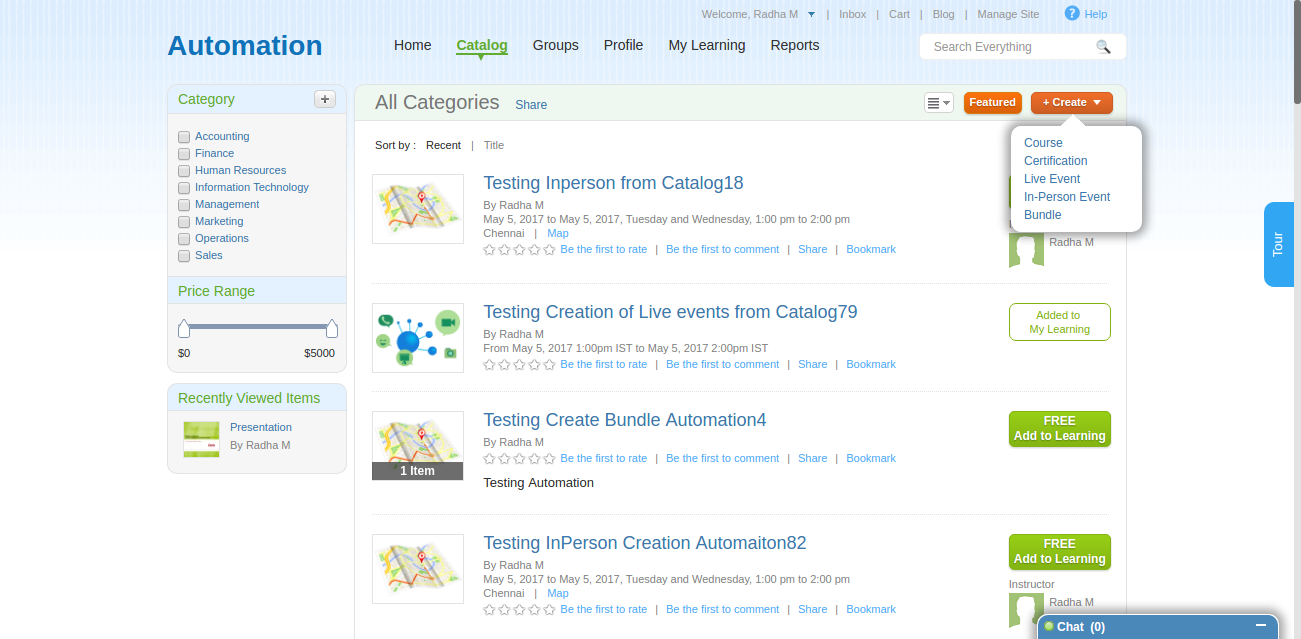 Welcome, Radha M | Inbox | Cart | Blog | Manage Site ? Help
Automation
Home Catalog Groups Profile My Learning Reports
Search Everything
Category +
Accounting
Finance
Human Resources
Information Technology
Management
Marketing
Operations
Sales
Price Range
$0 $5000
Recently Viewed Items
Presentation
By Radha M
All Categories Share
Featured
+ Create
Course
Certification
Live Event
In-Person Event
Bundle
Sort by : Recent | Title
Testing Inperson from Catalog18
By Radha M
May 5, 2017 to May 5, 2017, Tuesday and Wednesday, 1:00 pm to 2:00 pm
Chennai | Map
Be the first to rate | Be the first to comment | Share | Bookmark
Radha M
Testing Creation of Live events from Catalog79
By Radha M
From May 5, 2017 1:00pm IST to May 5, 2017 2:00pm IST
Be the first to rate | Be the first to comment | Share | Bookmark
Added to
My Learning
Testing Create Bundle Automation4
By Radha M
Be the first to rate | Be the first to comment | Share | Bookmark
Testing Automation
1 Item
FREE
Add to Learning
Testing InPerson Creation Automaiton82
By Radha M
May 5, 2017 to May 5, 2017, Tuesday and Wednesday, 1:00 pm to 2:00 pm
Chennai | Map
Be the first to rate | Be the first to comment | Share | Bookmark
FREE
Add to Learning
Instructor
Radha M
Tour
Chat (0)